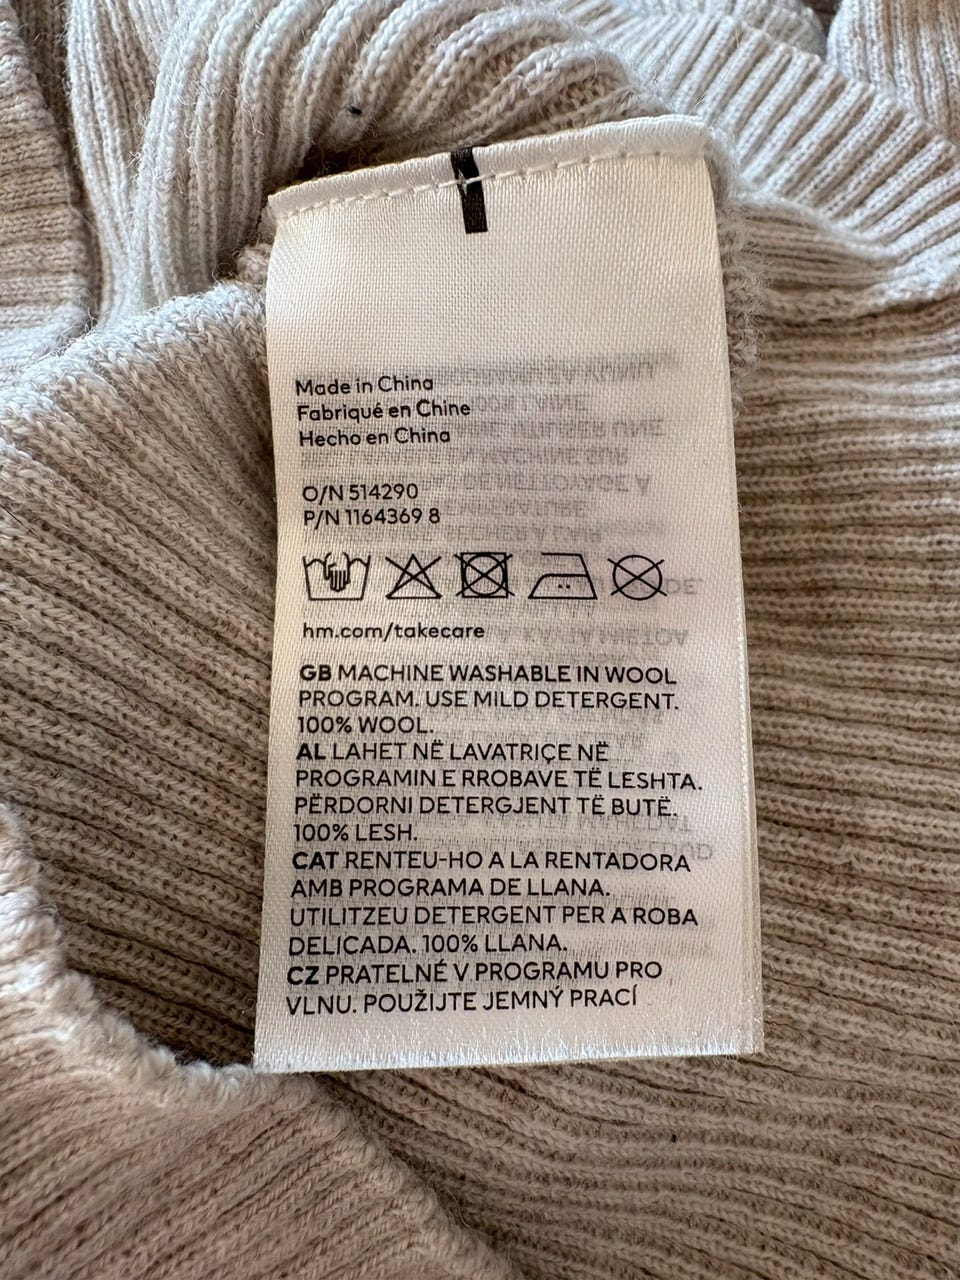 Made in China
Fabriqué en Chine
Hecho en China
O/N 514290
P/N 1164369 8
hm.com/takecare
GB MACHINE WASHABLE IN WOOL
PROGRAM. USE MILD DETERGENT.
100% WOOL.
AL LAHET NË LAVATRIÇE NË
PROGRAMIN E RROBAVE TË LESHTA.
PËRDORNI DETERGJENT TË BUTË.
100% LESH.
CAT RENTEU-HO A LA RENTADORA
AMB PROGRAMA DE LLANA.
UTILITZEU DETERGENT PER A ROBA
DELICADA. 100% LLANA.
CZ PRATELNÉ V PROGRAMU PRO
VLNU. POUŽIJTE JEMNÝ PRACÍ